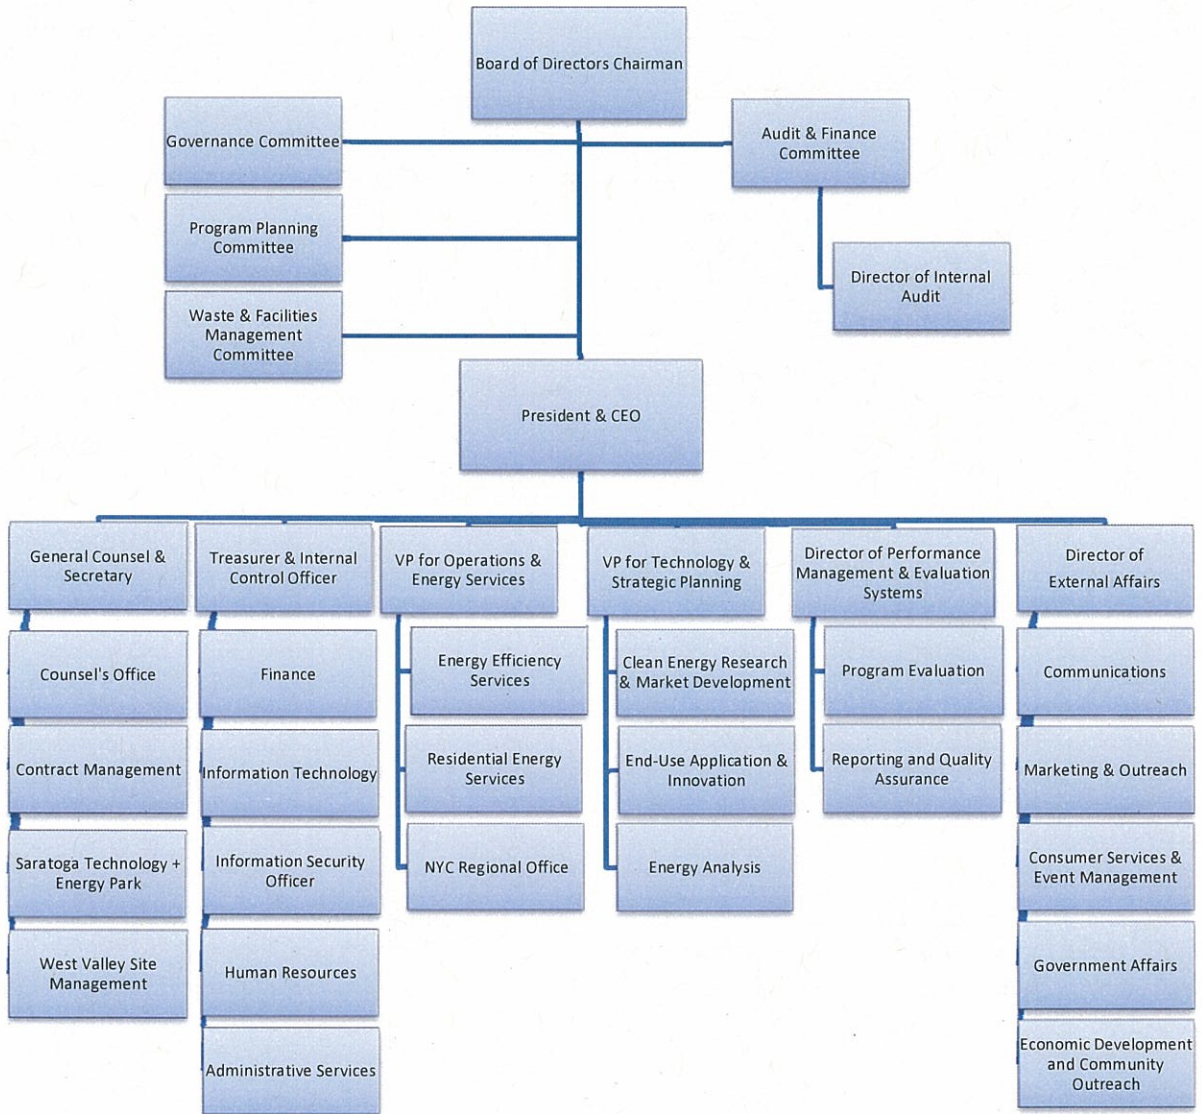 Board of Directors Chairman
Governance Committee
Audit & Finance
Committee
Program Planning
Committee
Director of Internal
Audit
Waste & Facilities
Management
Committee
President & CEO
General Counsel &
Secretary
Treasurer & Internal
Control Officer
VP for Operations &
Energy Services
VP for Technology &
Strategic Planning
Director of Performance
Management & Evaluation
Systems
Director of
External Affairs
Counsel's Office
Finance
Energy Efficiency
Services
Clean Energy Research
& Market Development
Program Evaluation
Communications
Contract Management
Information Technology
Residential Energy
Services
End-Use Application &
Innovation
Reporting and Quality
Assurance
Marketing & Outreach
Saratoga Technology +
Energy Park
Information Security
Officer
NYC Regional Office
Energy Analysis
Consumer Services &
Event Management
West Valley Site
Management
Human Resources
Government Affairs
Administrative Services
Economic Development
and Community
Outreach